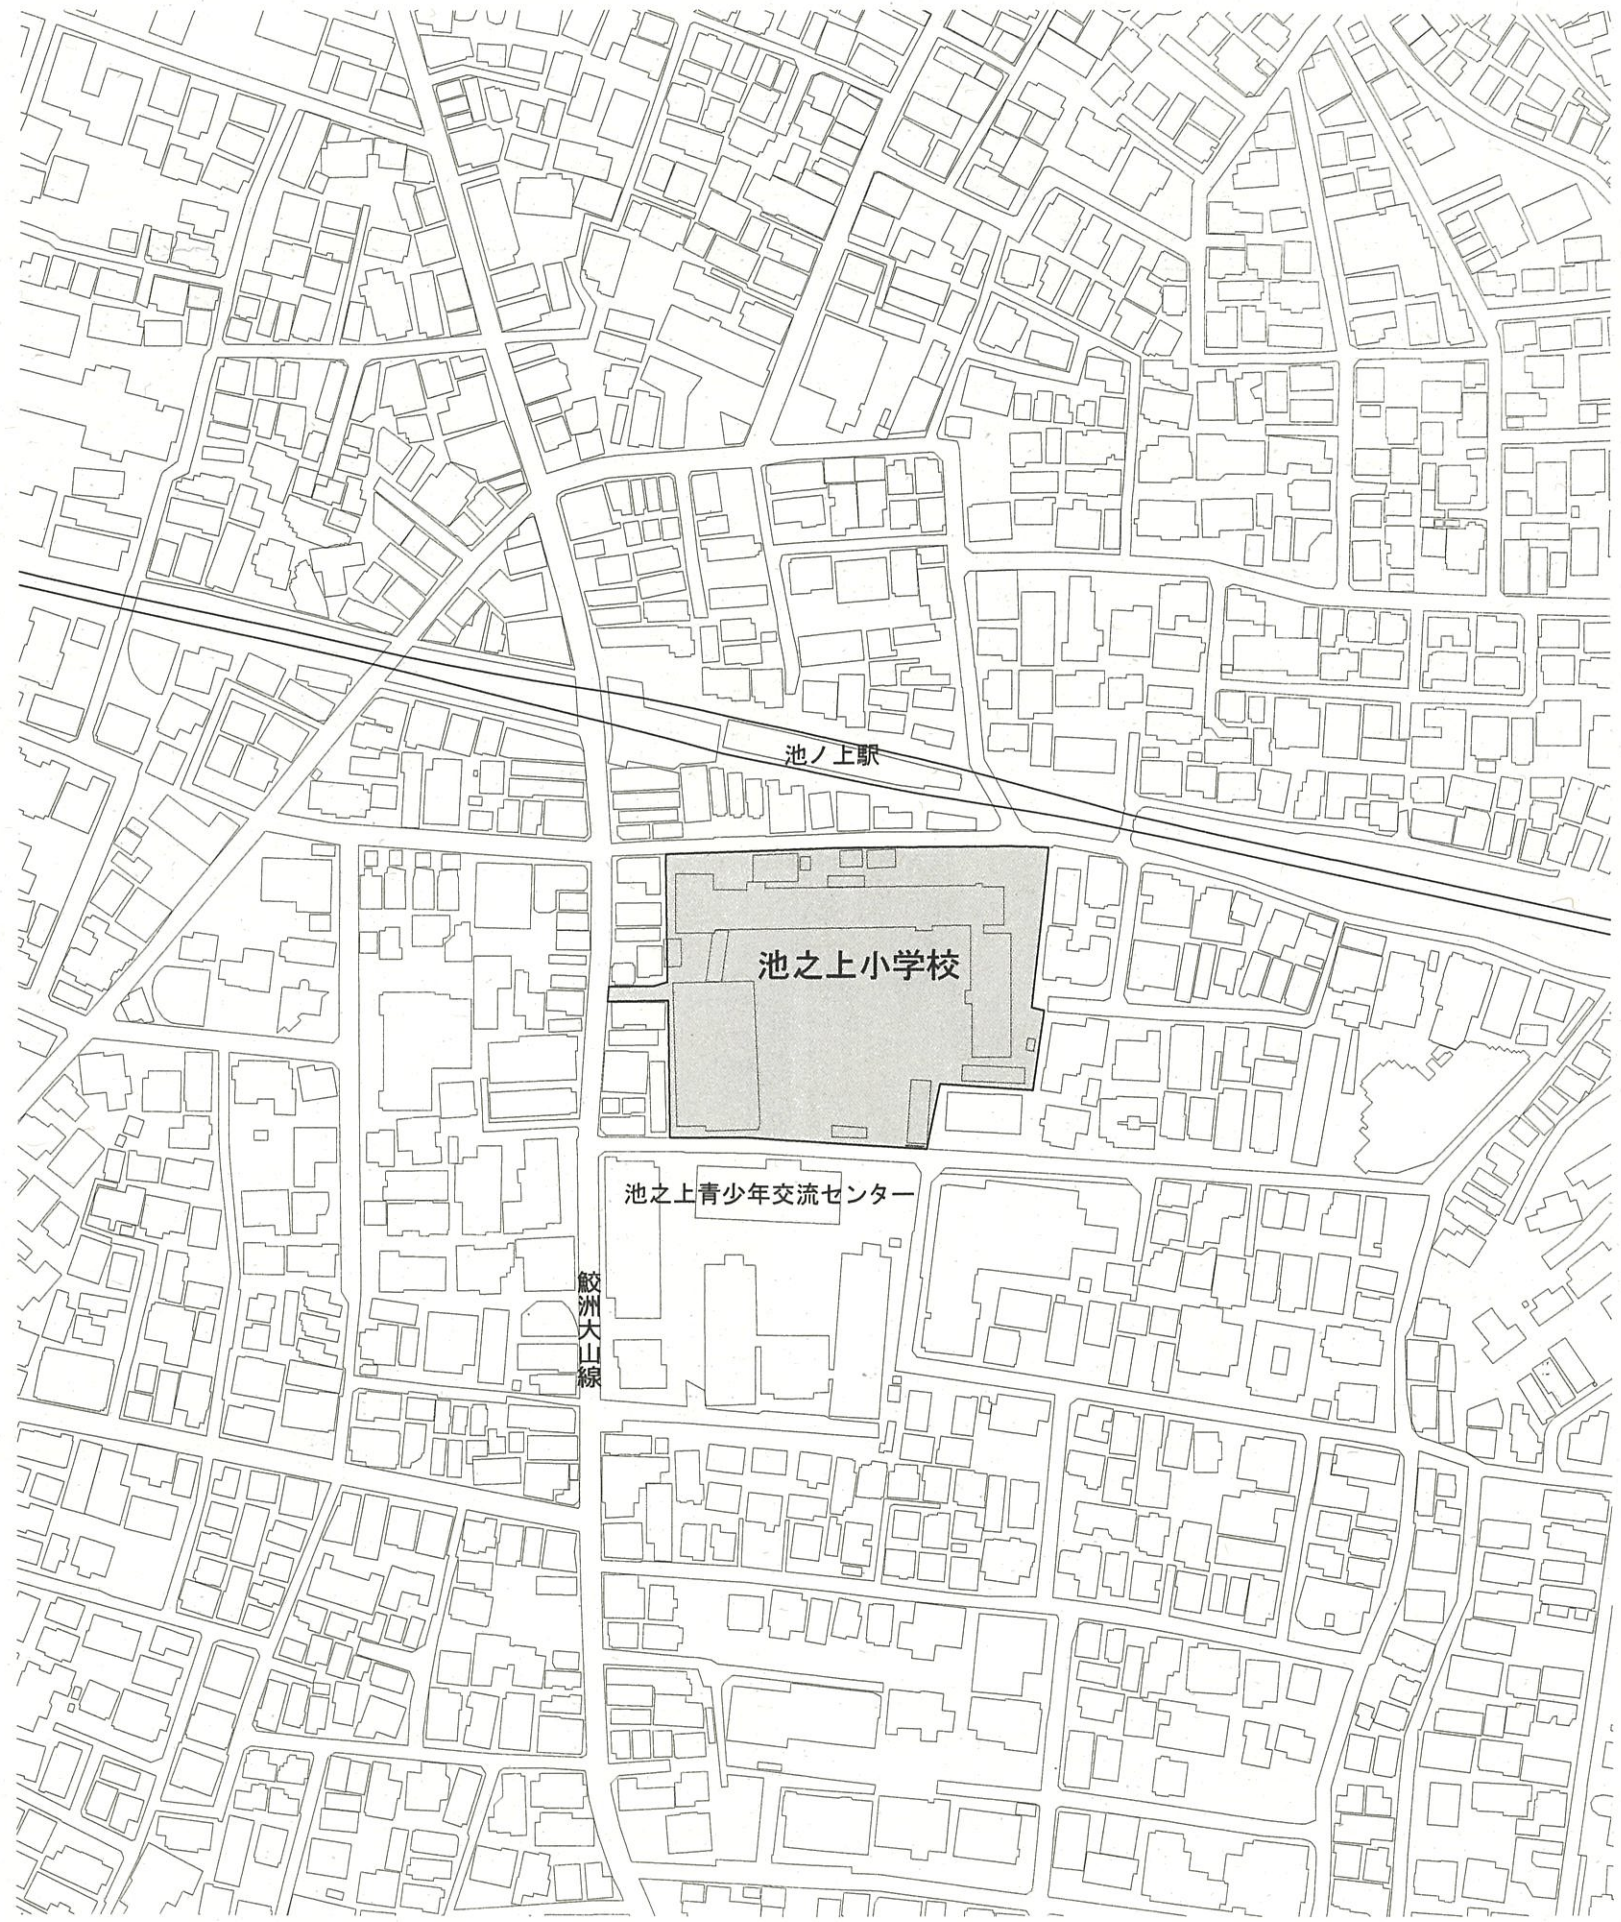 池ノ上駅
池之上小学校
池之上青少年交流センター
鮫洲大山線